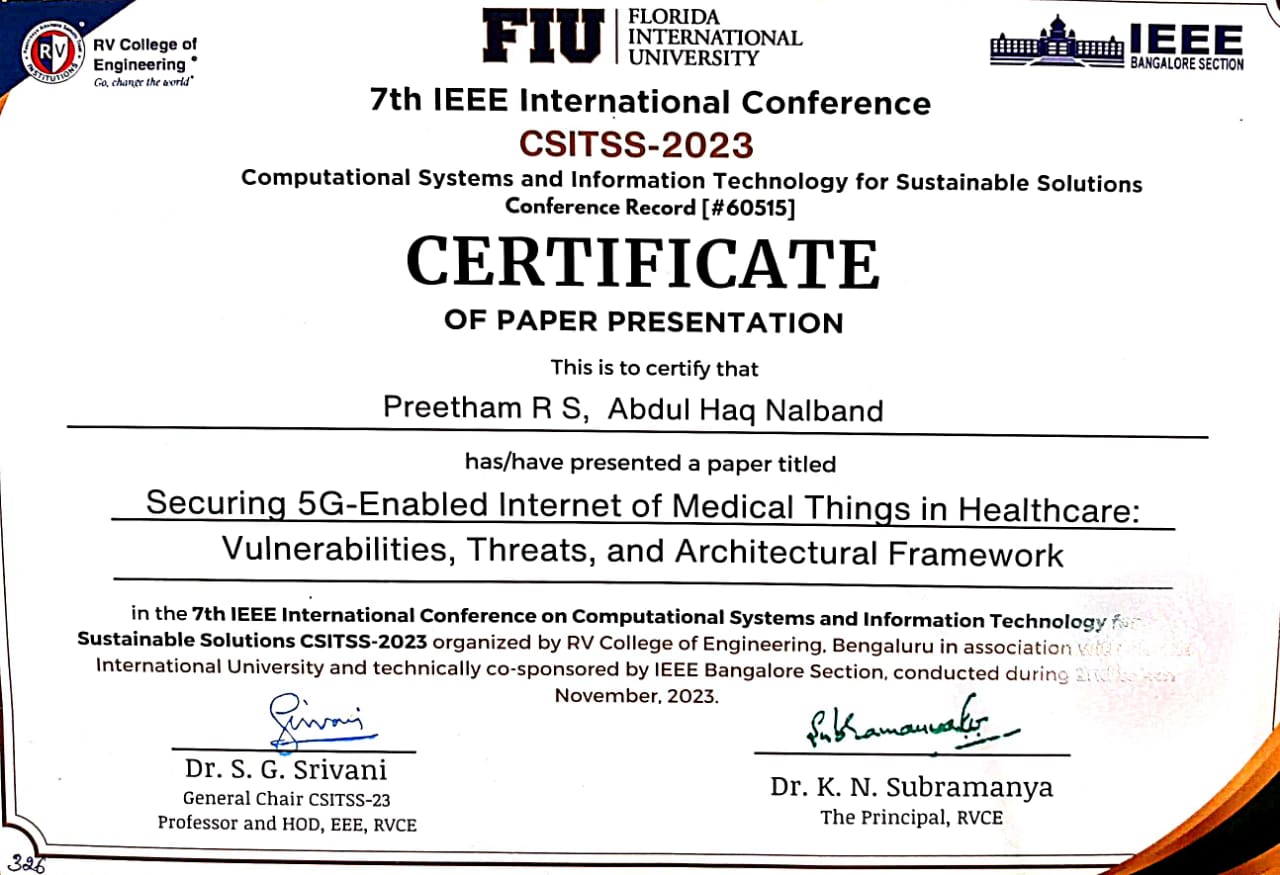 RV College of
Engineering
Go, change the world
RV
INSTITUTIONS
FIU
FLORIDA
INTERNATIONAL
UNIVERSITY
IEEE
BANGALORE SECTION
7th IEEE International Conference
CSITSS-2023
Computational Systems and Information Technology for Sustainable Solutions
Conference Record [#60515]
CERTIFICATE
OF PAPER PRESENTATION
This is to certify that
Preetham R S, Abdul Haq Nalband
has/have presented a paper titled
Securing 5G-Enabled Internet of Medical Things in Healthcare:
Vulnerabilities, Threats, and Architectural Framework
in the 7th IEEE International Conference on Computational Systems and Information Technology for
Sustainable Solutions CSITSS-2023 organized by RV College of Engineering, Bengaluru in association
International University and technically co-sponsored by IEEE Bangalore Section, conducted during
November, 2023.
Dr. S. G. Srivani
General Chair CSITSS-23
Professor and HOD, EEE, RVCE
Dr. K. N. Subramanya
The Principal, RVCE
326